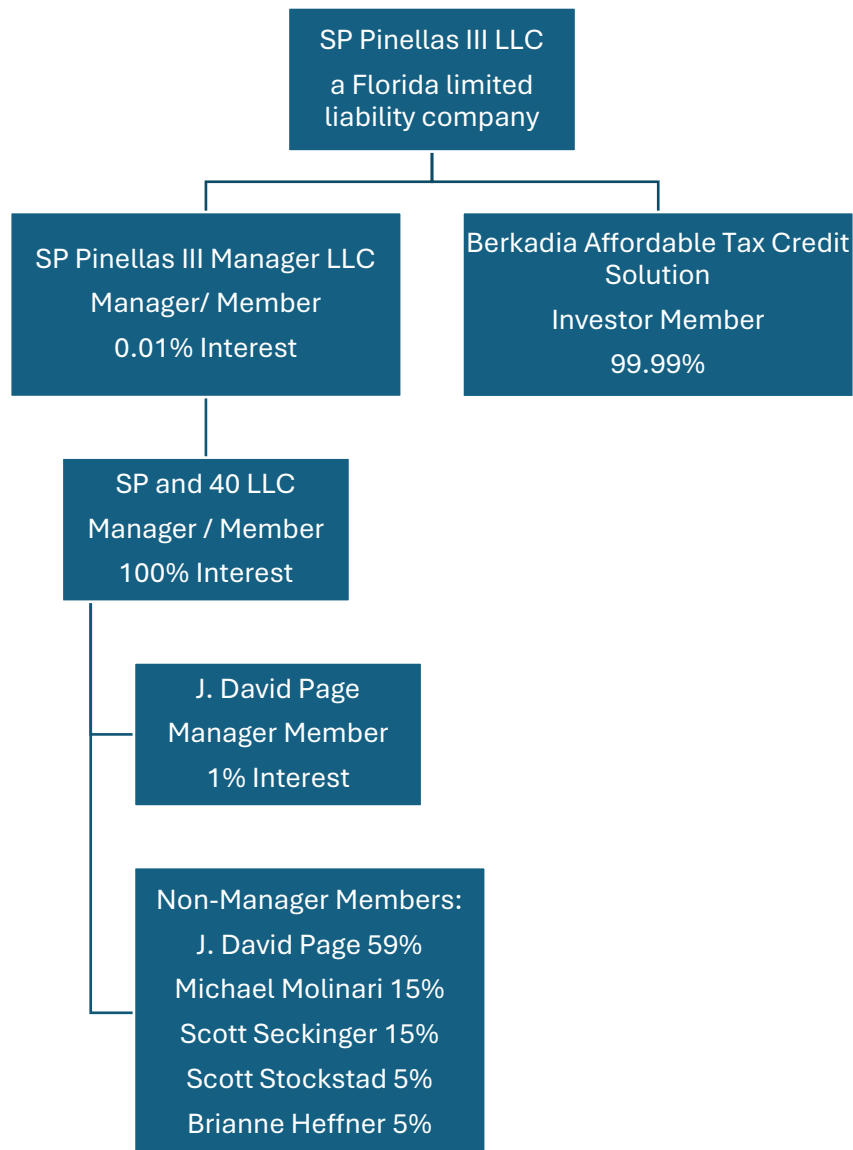 SP Pinellas III LLC
a Florida limited
liability company
SP Pinellas III Manager LLC
Manager/ Member
0.01% Interest
Berkadia Affordable Tax Credit
Solution
Investor Member
99.99%
SP and 40 LLC
Manager / Member
100% Interest
J. David Page
Manager Member
1% Interest
Non-Manager Members:
J. David Page 59%
Michael Molinari 15%
Scott Seckinger 15%
Scott Stockstad 5%
Brianne Heffner 5%